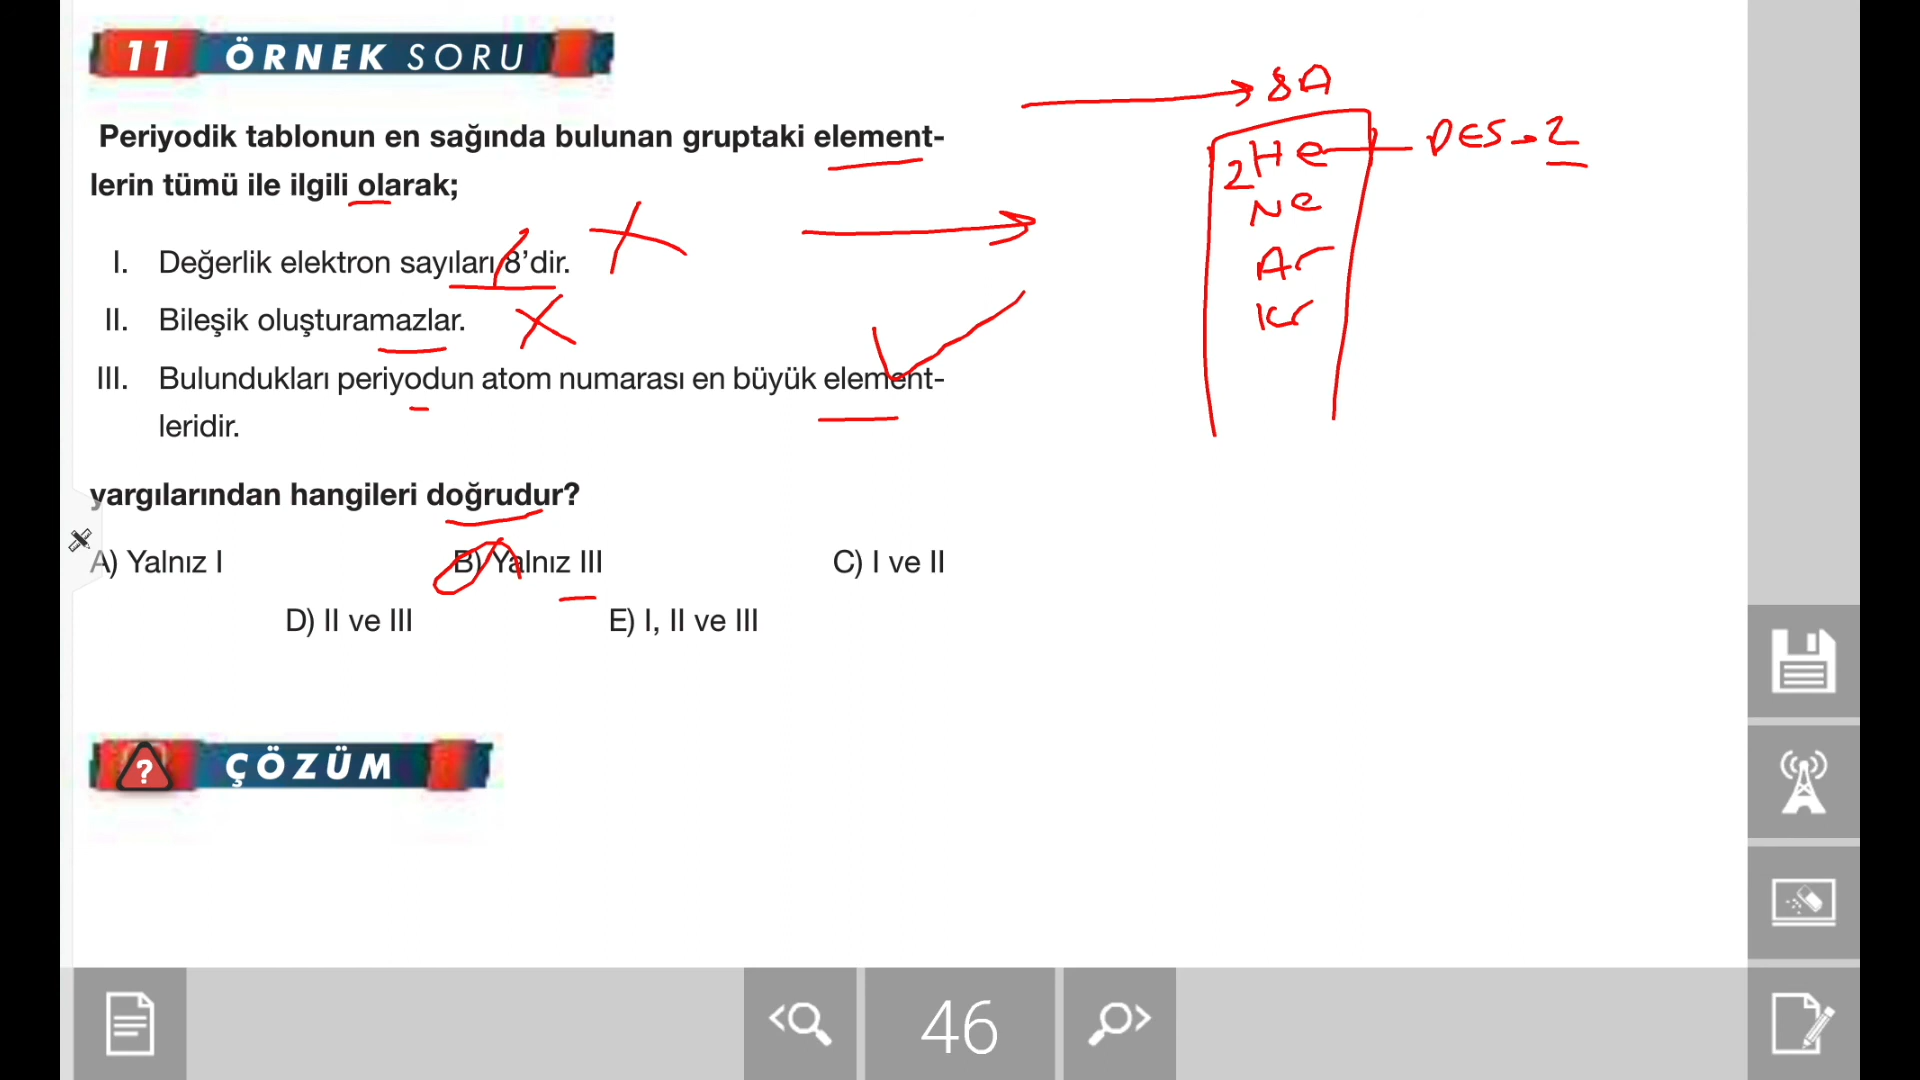 11 ÖRNEK SORU
Periyodik tablonun en sağında bulunan gruptaki element-
lerin tümü ile ilgili olarak;
I. Değerlik elektron sayıları 8’dir.
II. Bileşik oluşturamazlar.
III. Bulundukları periyodun atom numarası en büyük element-
leridir.
yargılarından hangileri doğrudur?
A) Yalnız I B) Yalnız III C) I ve II
D) II ve III E) I, II ve III
8A
2He DES → 2
Ne
Ar
Kr
? ÇÖZÜM
46